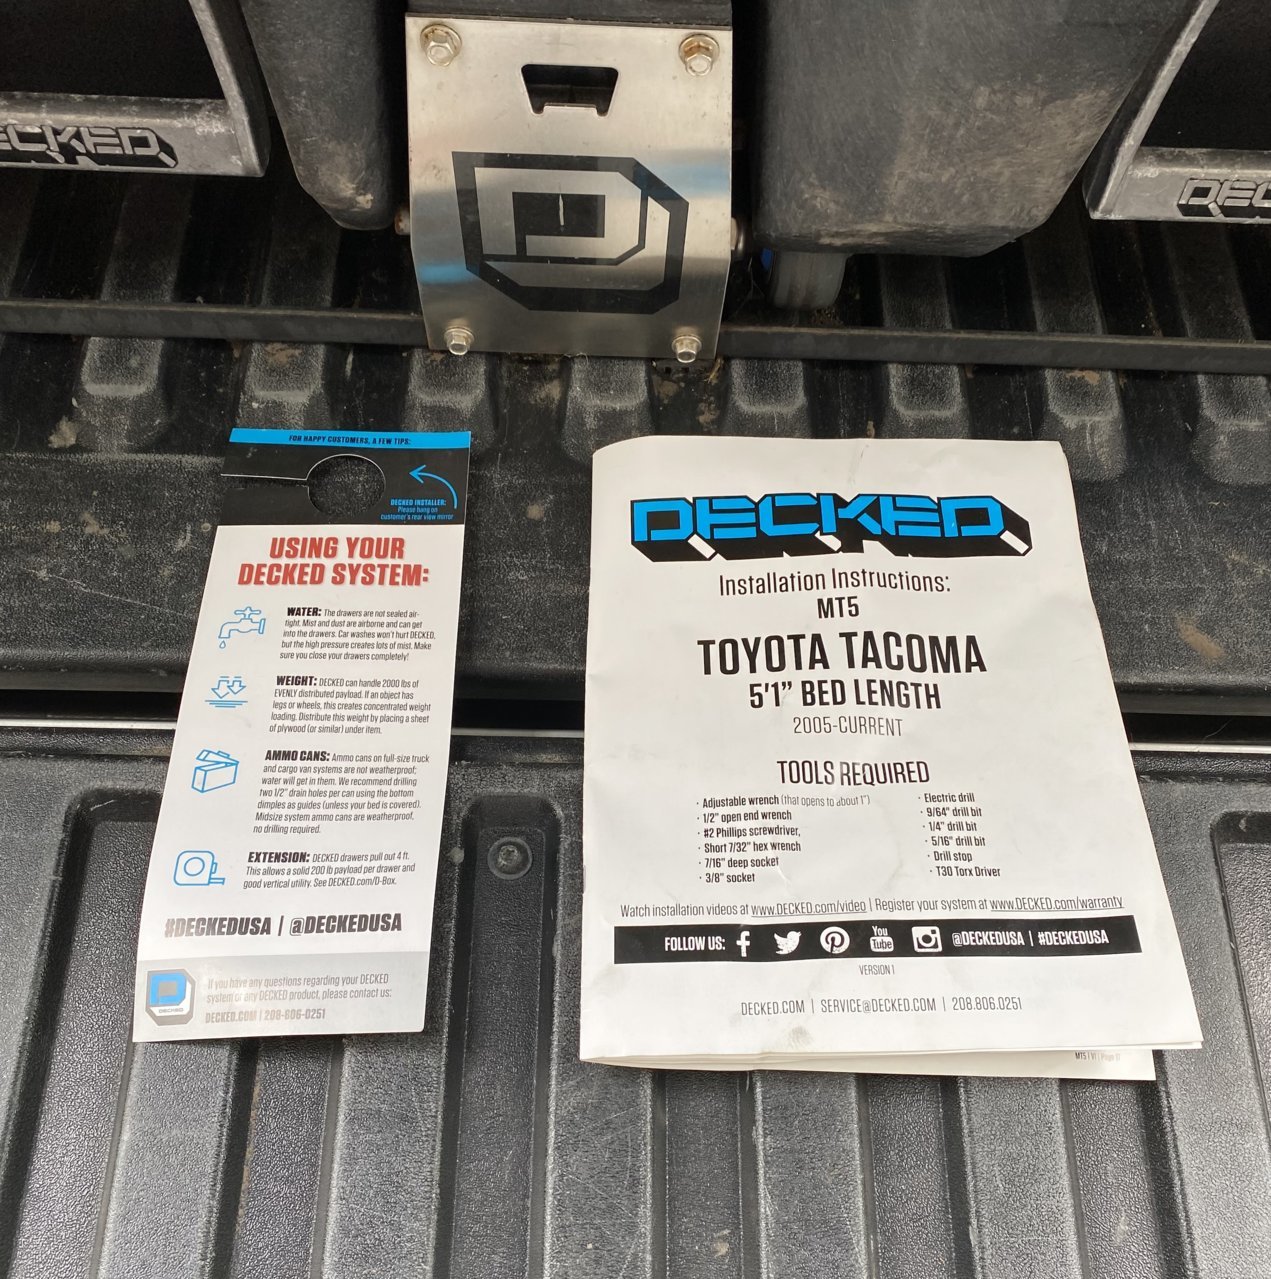 DECKED
DECKED
FOR HAPPY CUSTOMERS, A FEW TIPS:
DECKED INSTALLER:
Please hang on
customer's rear view mirror
USING YOUR
DECKED SYSTEM:
WATER: The drawers are not sealed air-
tight. Mist and dust are airborne and can get
into the drawers. Car washes won't hurt DECKED,
but the high pressure creates lots of mist. Make
sure you close your drawers completely!
WEIGHT: DECKED can handle 2000 lbs of
EVENLY distributed payload. If an object has
legs or wheels, this creates concentrated weight
loading. Distribute this weight by placing a sheet
of plywood (or similar) under item.
AMMO CANS: Ammo cans on full-size truck
and cargo van systems are not weatherproof;
water will get in them. We recommend drilling
two 1/2" drain holes per can using the bottom
dimples as guides (unless your bed is covered).
Midsize system ammo cans are weatherproof,
no drilling required.
EXTENSION: DECKED drawers pull out 4 ft.
This allows a solid 200 lb payload per drawer and
good vertical utility. See DECKED.com/D-Box.
#DECKEDUSA | @DECKEDUSA
DECKED
If you have any questions regarding your DECKED
system or any DECKED product, please contact us:
DECKED.COM | 208-806-0251
DECKED
Installation Instructions:
MT5
TOYOTA TACOMA
5'1” BED LENGTH
2005-CURRENT
TOOLS REQUIRED
· Adjustable wrench (that opens to about 1")
· 1/2" open end wrench
· #2 Phillips screwdriver,
· Short 7/32" hex wrench
· 7/16" deep socket
· 3/8" socket
· Electric drill
· 9/64" drill bit
· 1/4" drill bit
· 5/16" drill bit
· Drill stop
· T30 Torx Driver
Watch installation videos at www.DECKED.com/video | Register your system at www.DECKED.com/warranty
FOLLOW US: You Tube @DECKEDUSA | #DECKEDUSA
VERSION 1
DECKED.COM | SERVICE@DECKED.COM | 208.806.0251
MT5 | V1 | Page 17